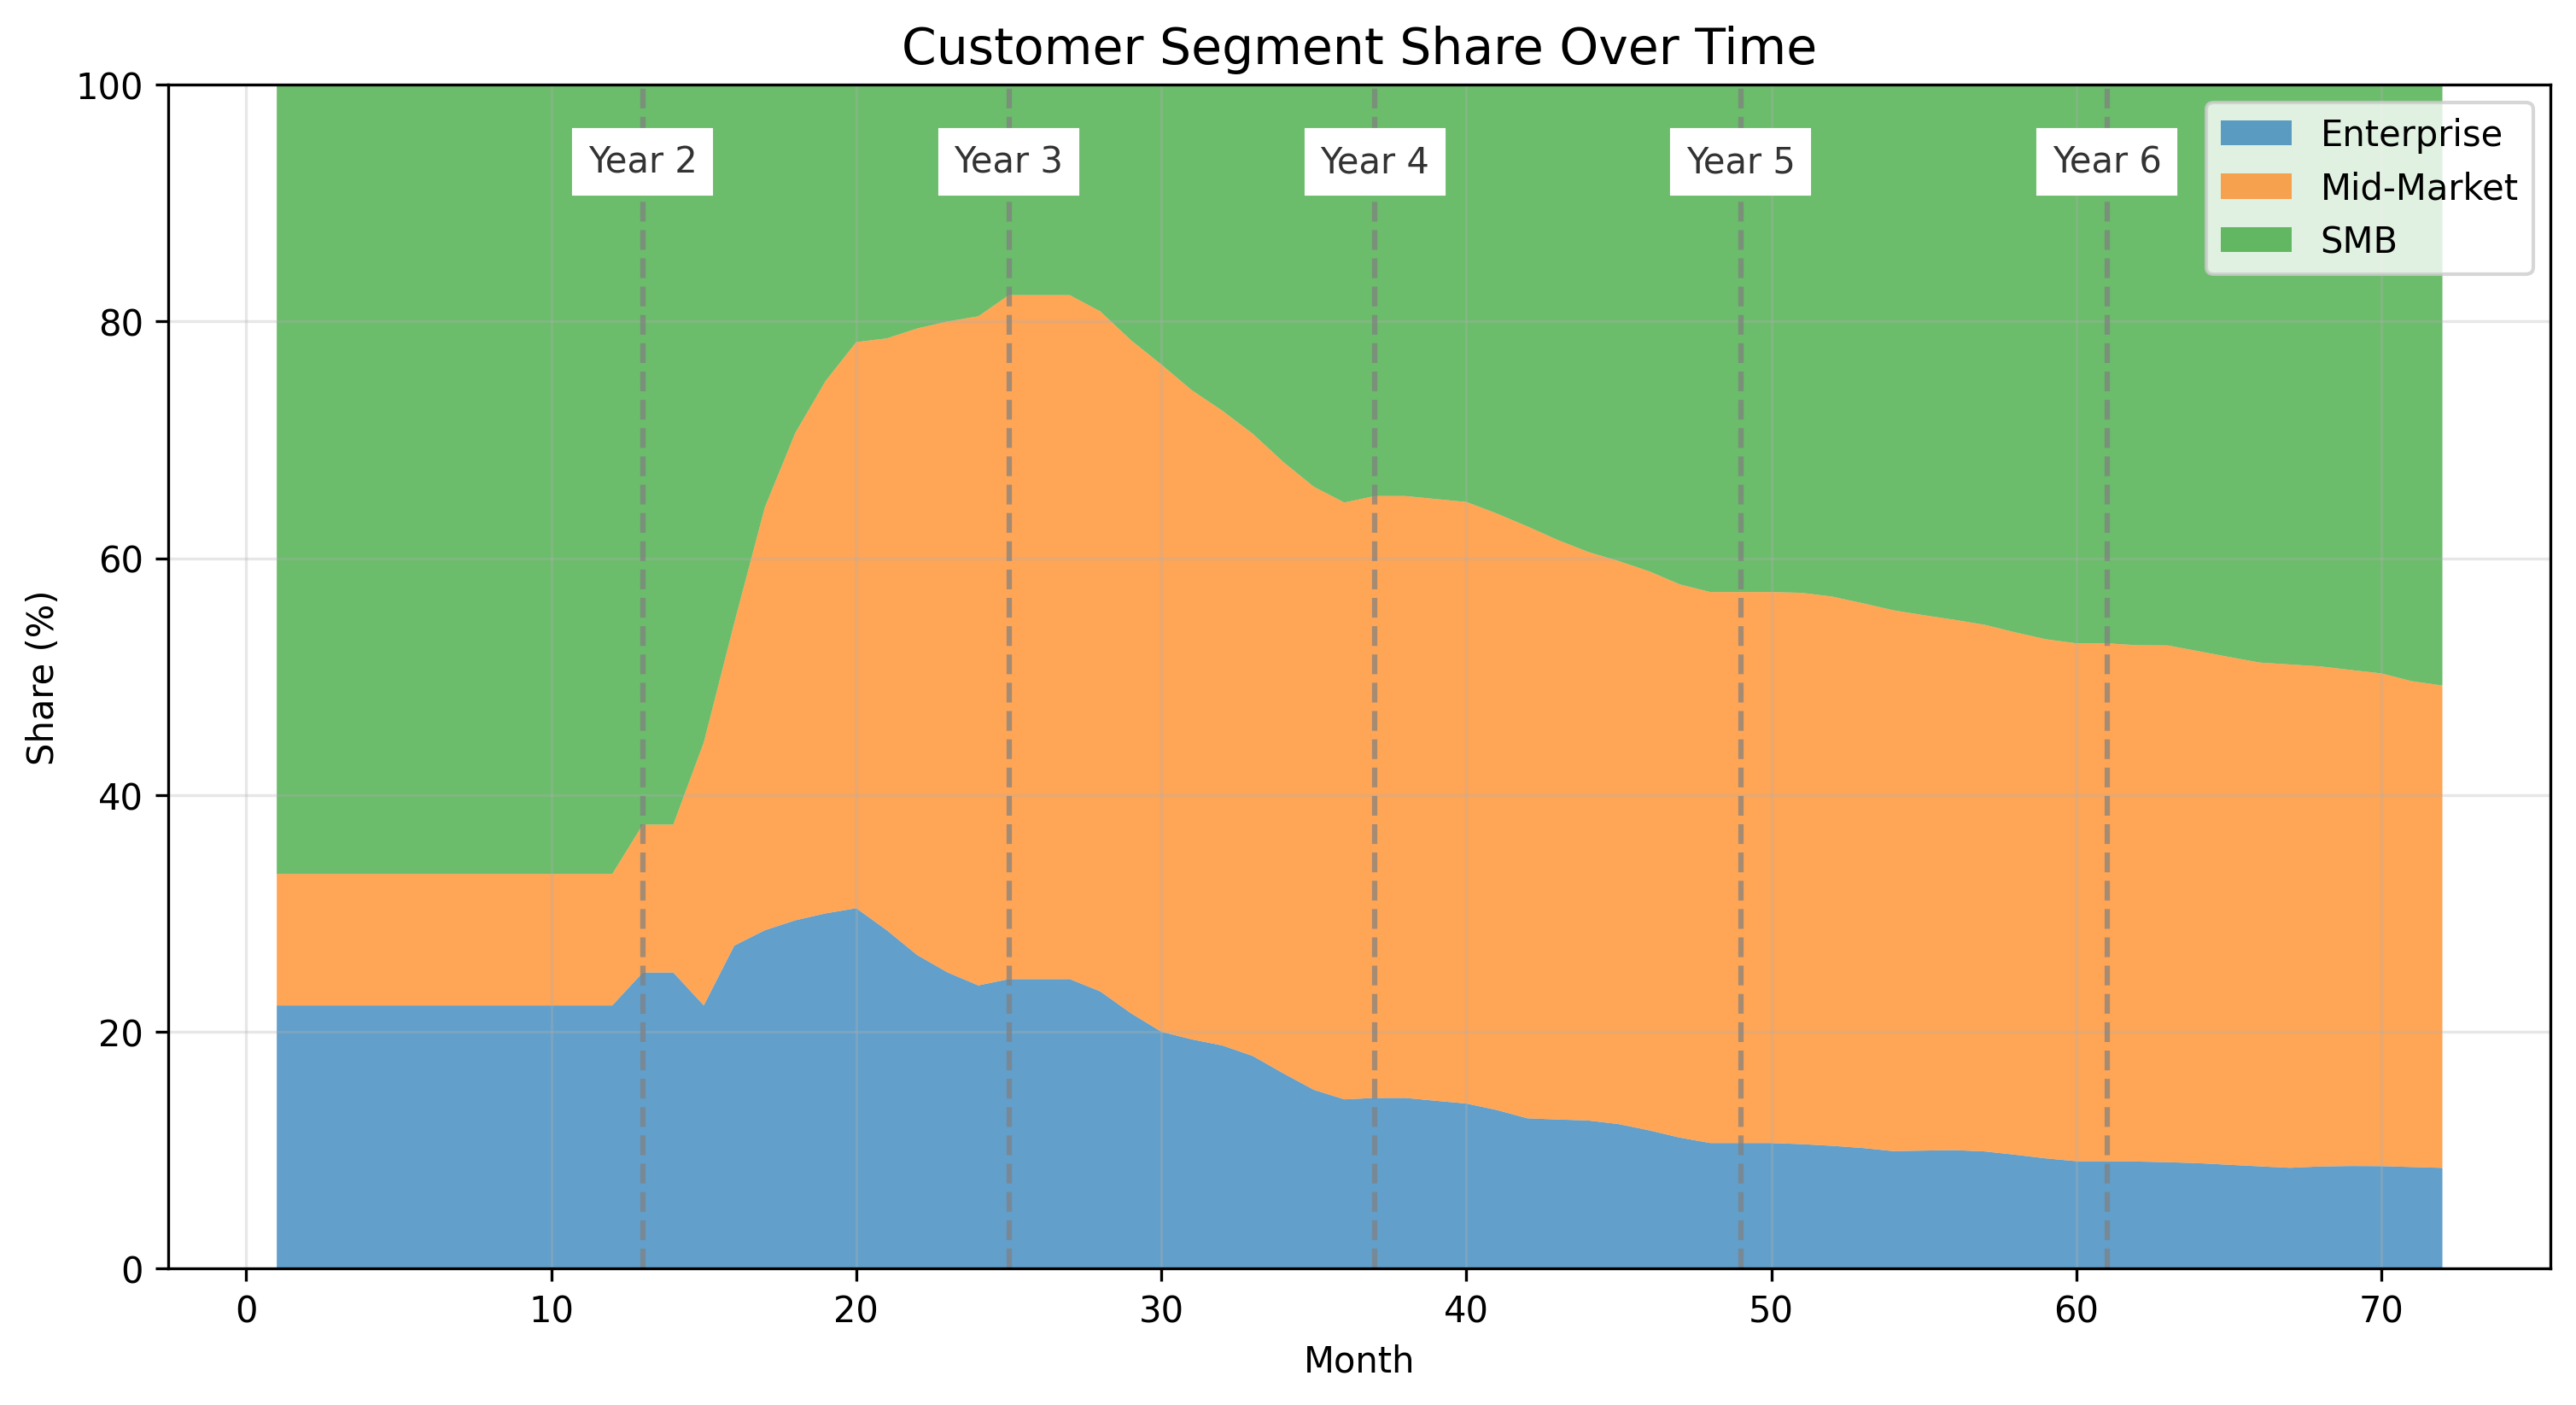 Customer Segment Share Over Time
100
80
60
40
20
0
Share (%)
Year 2
Year 3
Year 4
Year 5
Year 6
Enterprise
Mid-Market
SMB
0 10 20 30 40 50 60 70
Month